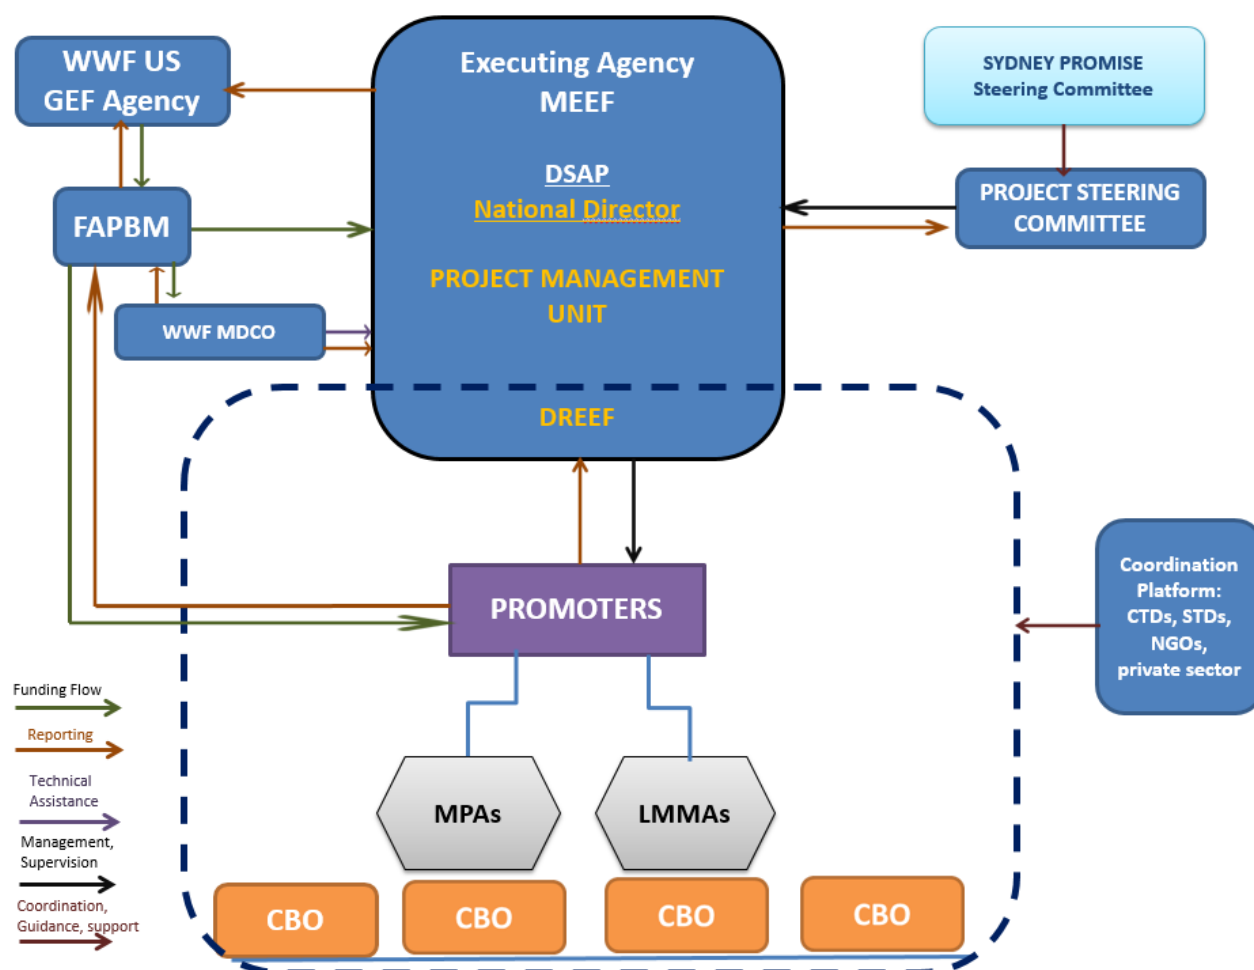 WWF US
GEF Agency
Executing Agency
MEEF
SYDNEY PROMISE
Steering Committee
DSAP
National Director
PROJECT STEERING
COMMITTEE
FAPBM
PROJECT MANAGEMENT
UNIT
WWF MDCO
DREEF
PROMOTERS
Coordination
Platform:
CTDs, STDs,
NGOs,
private sector
Funding Flow
Reporting
Technical
Assistance
Management,
Supervision
Coordination,
Guidance, support
MPAs
LMMAs
CBO
CBO
CBO
CBO